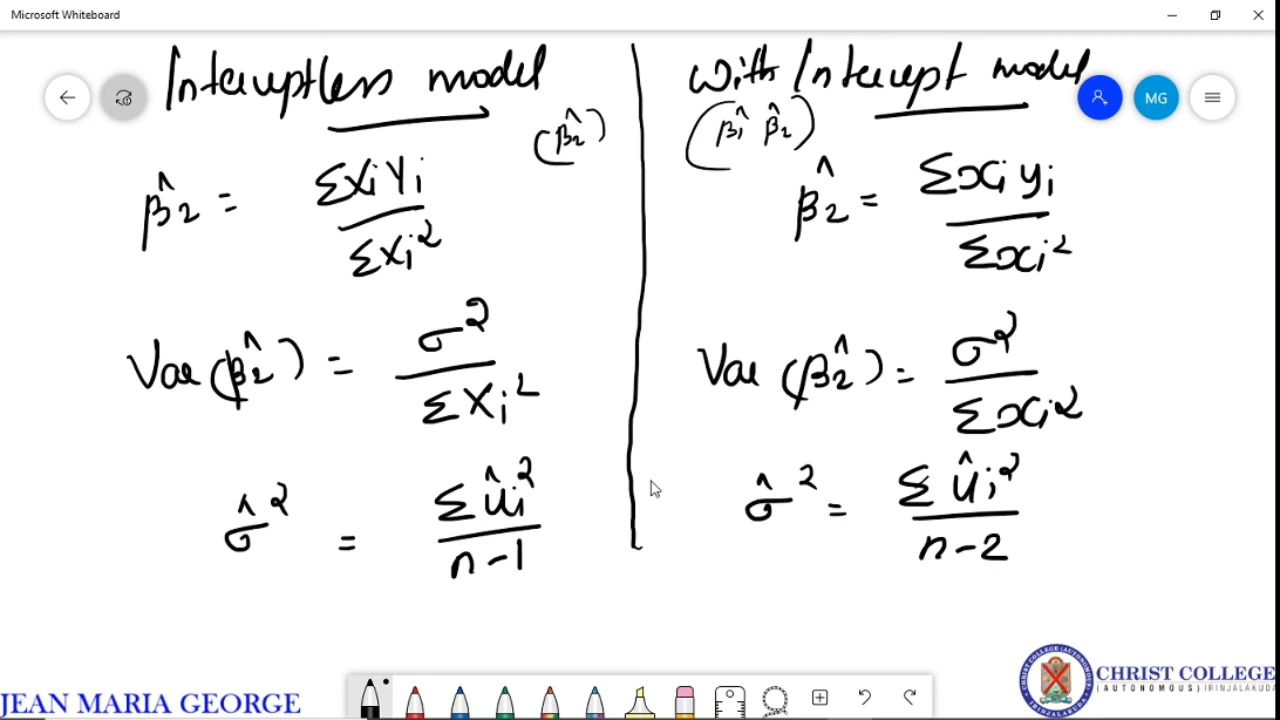 Microsoft Whiteboard
Interceptless model
(β̂2)
β̂2 = ΣXiYi / ΣXi²
Var(β̂2) = σ² / ΣXi²
σ̂² = Σûi² / n-1
With Intercept model
(β̂1 β̂2)
β̂2 = Σxiyi / Σxi²
Var(β̂2) = σ² / Σxi²
σ̂² = Σûi² / n-2
MG
JEAN MARIA GEORGE
CHRIST COLLEGE
(AUTONOMOUS) IRINJALAKUDA